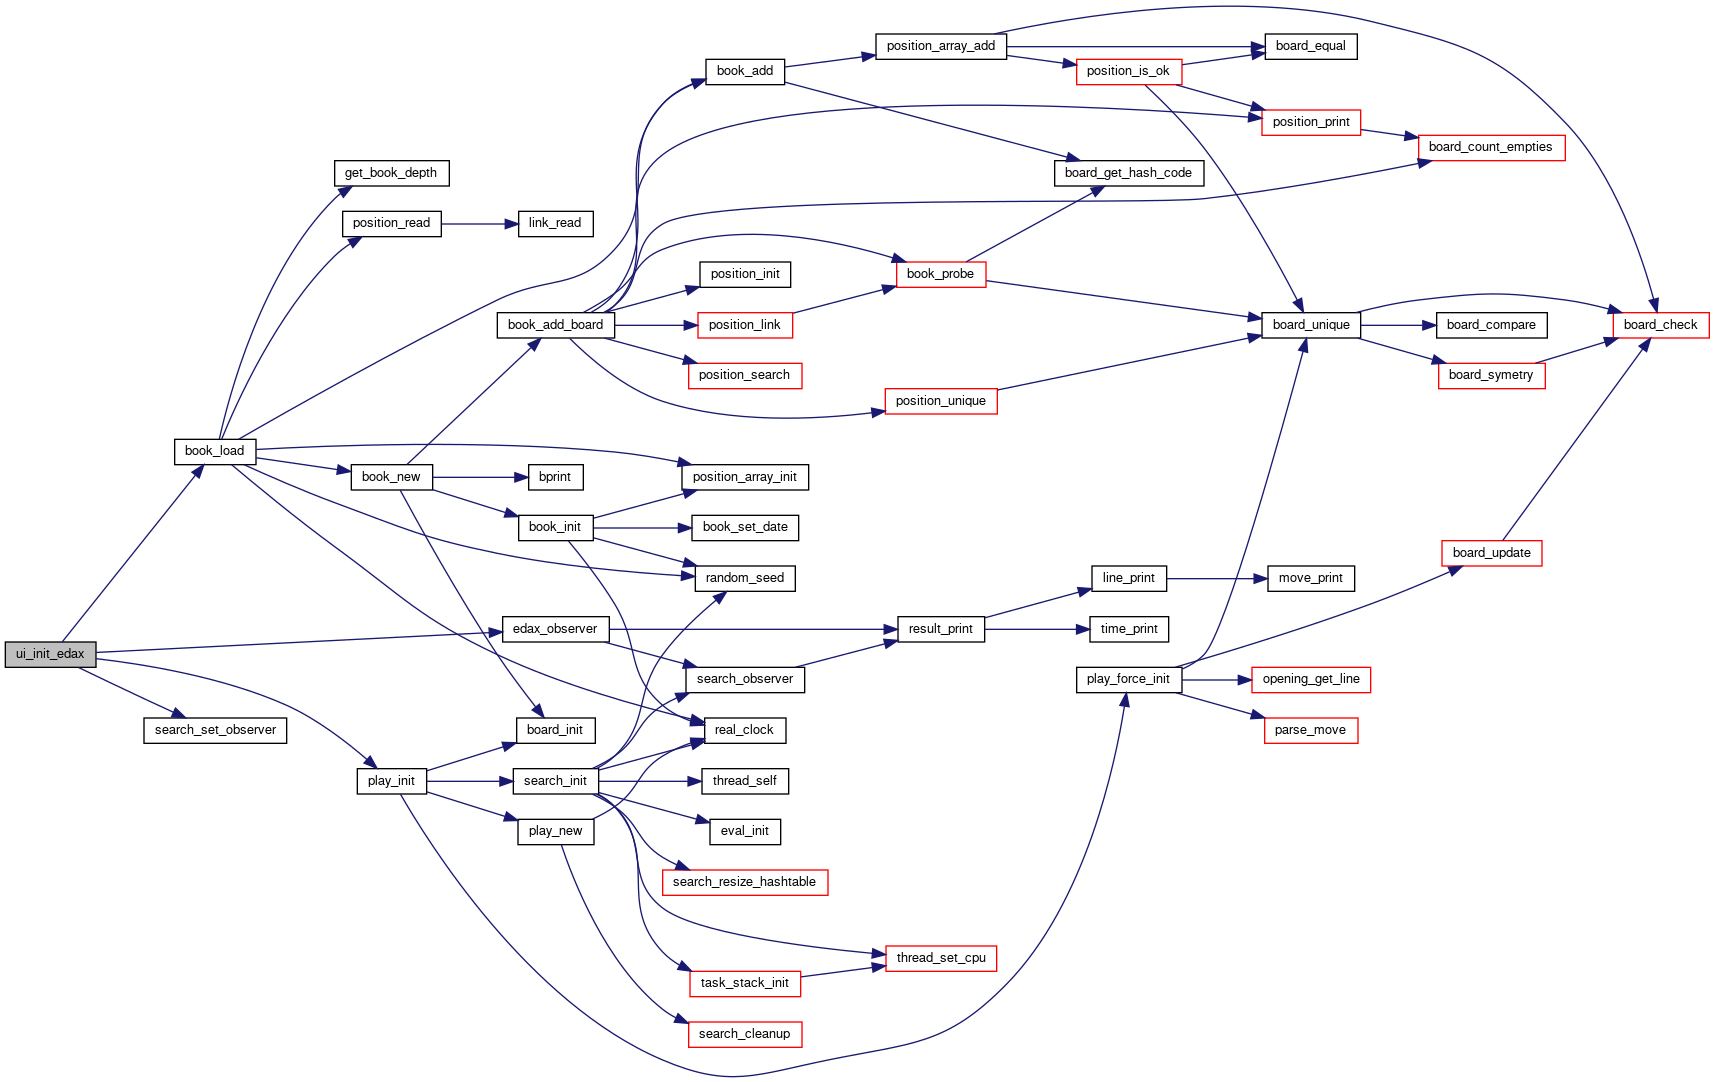 ui_init_edax
book_load
search_set_observer
get_book_depth
position_read
book_new
play_init
link_read
book_add_board
bprint
book_init
edax_observer
board_init
search_init
play_new
book_add
position_init
position_link
position_search
position_array_init
book_set_date
random_seed
search_observer
real_clock
thread_self
eval_init
search_resize_hashtable
task_stack_init
search_cleanup
position_array_add
book_probe
position_unique
result_print
thread_set_cpu
position_is_ok
board_get_hash_code
line_print
time_print
play_force_init
board_equal
position_print
board_unique
move_print
opening_get_line
parse_move
board_count_empties
board_compare
board_symetry
board_update
board_check